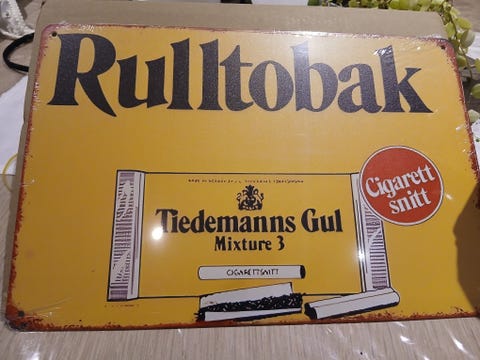 Rulltobak
Cigarett
snitt
Tiedemanns Gul
Mixture 3
CIGARETTSNITT